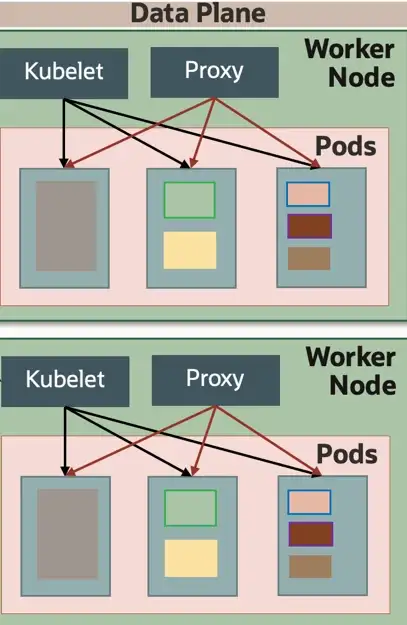 Data Plane
Worker
Node
Kubelet
Proxy
Pods
Worker
Node
Kubelet
Proxy
Pods